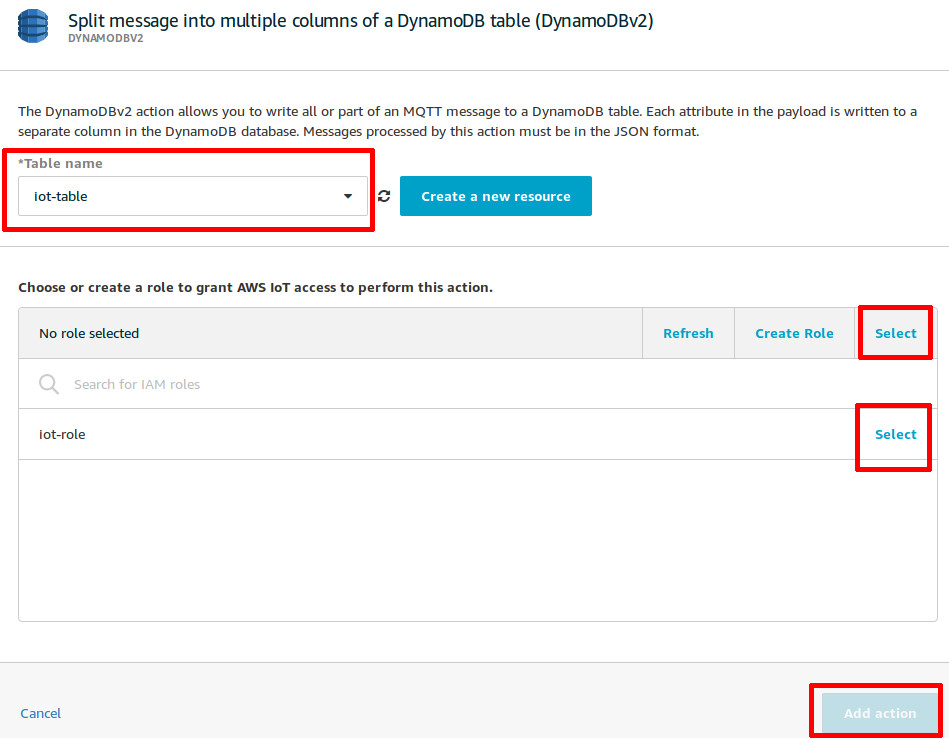 Split message into multiple columns of a DynamoDB table (DynamoDBv2)
DYNAMODBV2
The DynamoDBv2 action allows you to write all or part of an MQTT message to a DynamoDB table. Each attribute in the payload is written to a
separate column in the DynamoDB database. Messages processed by this action must be in the JSON format.
*Table name
iot-table
Create a new resource
Choose or create a role to grant AWS IoT access to perform this action.
No role selected
Refresh
Create Role
Select
Search for IAM roles
iot-role
Select
Cancel
Add action